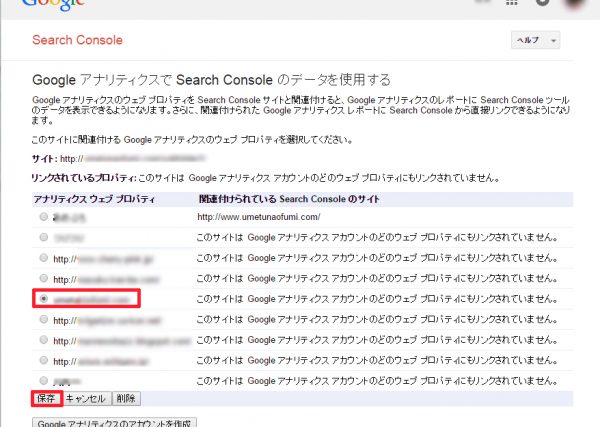 Google
Search Console
ヘルプ
Google アナリティクスで Search Console のデータを使用する
Google アナリティクスのウェブ プロパティを Search Console サイトと関連付けると、Google アナリティクスのレポートに Search Console ツール
のデータを表示できるようになります。さらに、関連付けられた Google アナリティクス レポートに Search Console から直接リンクできるようになり
ます。
このサイトに関連付ける Google アナリティクスのウェブ プロパティを選択してください。
サイト: http://
リンクされているプロパティ: このサイトは Google アナリティクス アカウントのどのウェブ プロパティにもリンクされていません。
アナリティクス ウェブ プロパティ 関連付けられている Search Console のサイト
http://www.umetunaofumi.com/
このサイトは Google アナリティクス アカウントのどのウェブ プロパティにもリンクされていません。
http:// このサイトは Google アナリティクス アカウントのどのウェブ プロパティにもリンクされていません。
http:// このサイトは Google アナリティクス アカウントのどのウェブ プロパティにもリンクされていません。
このサイトは Google アナリティクス アカウントのどのウェブ プロパティにもリンクされていません。
http:// このサイトは Google アナリティクス アカウントのどのウェブ プロパティにもリンクされていません。
http:// このサイトは Google アナリティクス アカウントのどのウェブ プロパティにもリンクされていません。
http:// このサイトは Google アナリティクス アカウントのどのウェブ プロパティにもリンクされていません。
このサイトは Google アナリティクス アカウントのどのウェブ プロパティにもリンクされていません。
保存 キャンセル 削除
Google アナリティクスのアカウントを作成